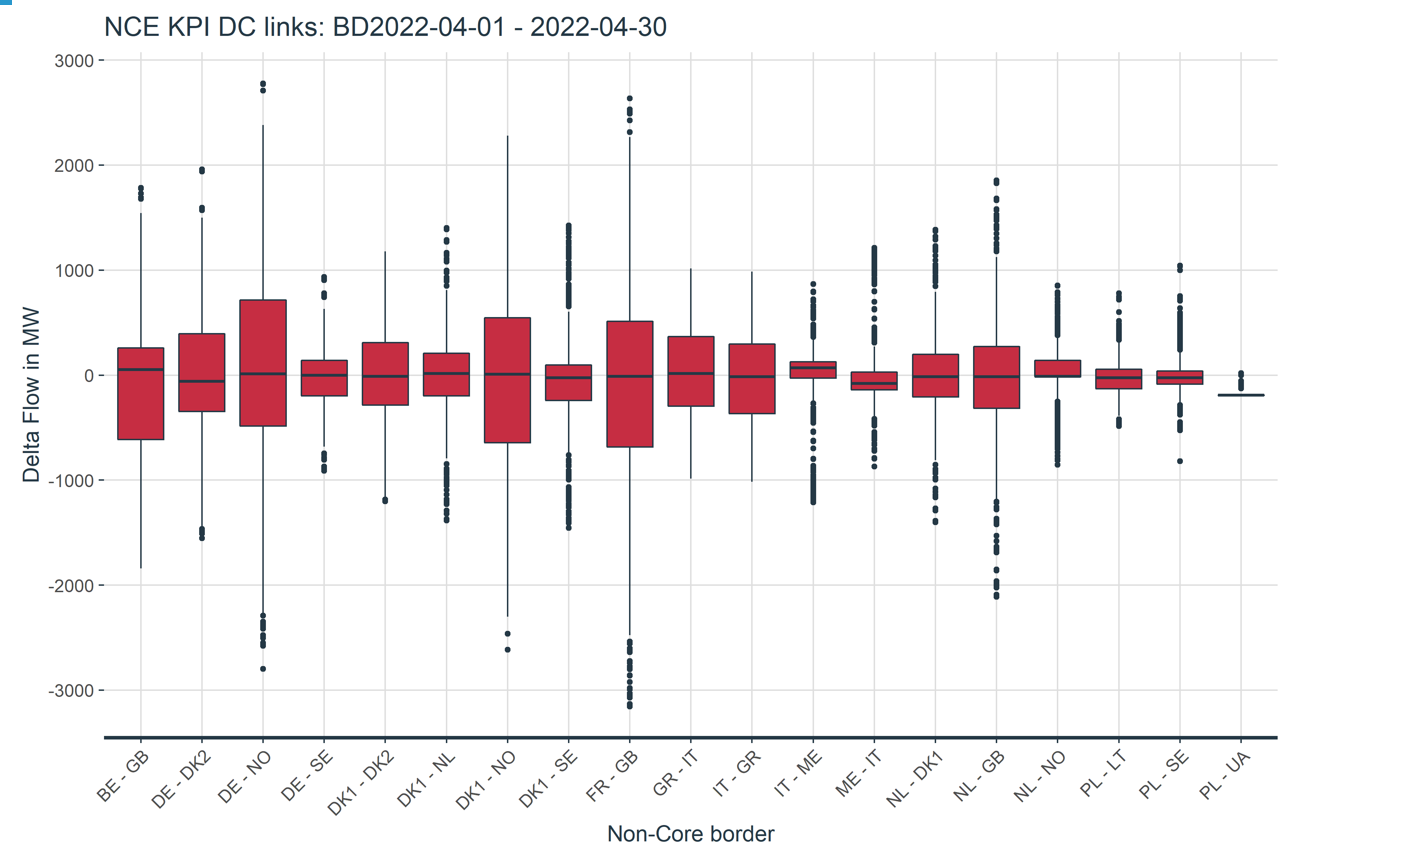 NCE KPI DC links: BD2022-04-01 - 2022-04-30
Delta Flow in MW
3000
2000
1000
0
-1000
-2000
-3000
BE - GB
DE - DK2
DE - NO
DE - SE
DK1 - DK2
DK1 - NL
DK1 - NO
DK1 - SE
FR - GB
GR - IT
IT - GR
IT - ME
ME - IT
NL - DK1
NL - GB
NL - NO
PL - LT
PL - SE
PL - UA
Non-Core border